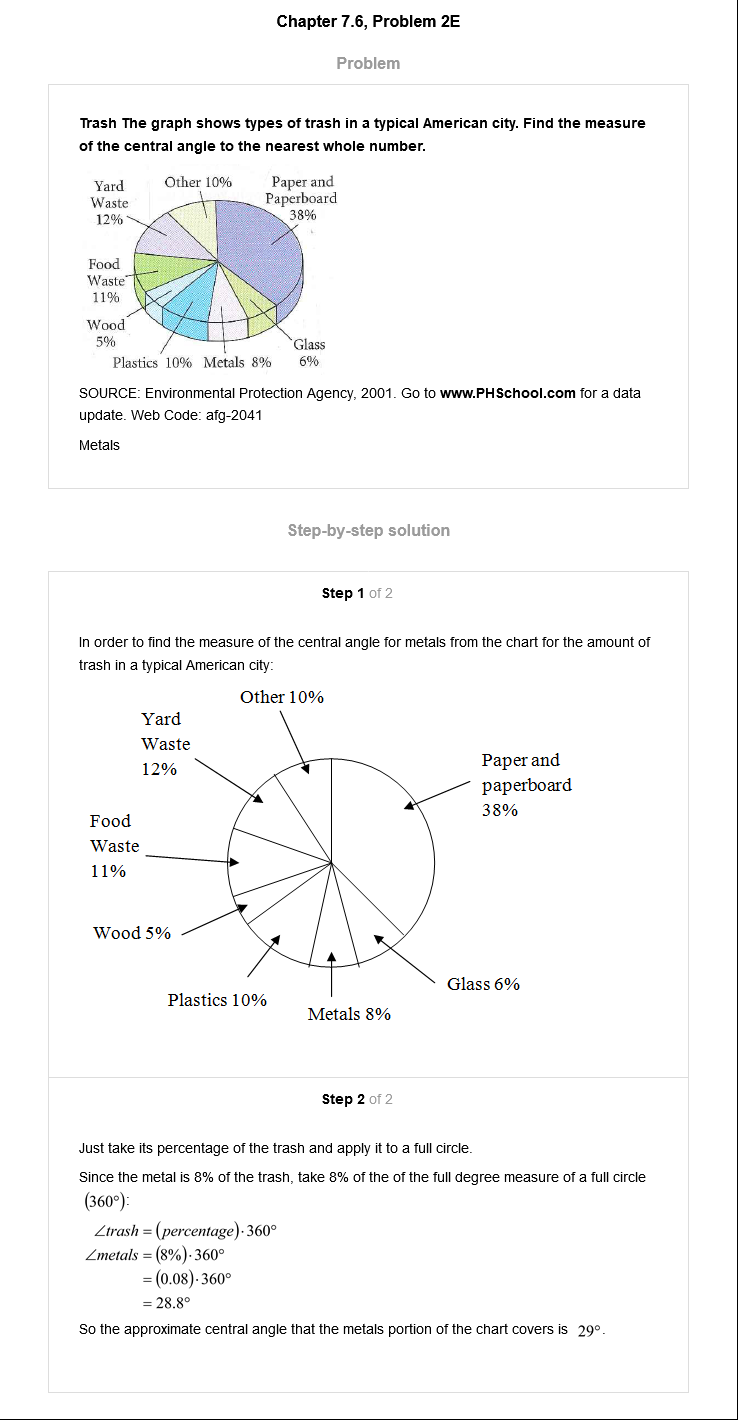 Chapter 7.6, Problem 2E
Problem
Trash The graph shows types of trash in a typical American city. Find the measure
of the central angle to the nearest whole number.
Yard
Waste
12%
Other 10%
Paper and
Paperboard
38%
Food
Waste
11%
Wood
5%
Plastics 10%
Metals 8%
Glass
6%
SOURCE: Environmental Protection Agency, 2001. Go to www.PHSchool.com for a data
update. Web Code: afg-2041
Metals
Step-by-step solution
Step 1 of 2
In order to find the measure of the central angle for metals from the chart for the amount of
trash in a typical American city:
Other 10%
Yard
Waste
12%
Paper and
paperboard
38%
Food
Waste
11%
Wood 5%
Plastics 10%
Metals 8%
Glass 6%
Step 2 of 2
Just take its percentage of the trash and apply it to a full circle.
Since the metal is 8% of the trash, take 8% of the of the full degree measure of a full circle
(360°):
∠trash = (percentage)·360°
∠metals = (8%)·360°
= (0.08)·360°
= 28.8°
So the approximate central angle that the metals portion of the chart covers is 29°.